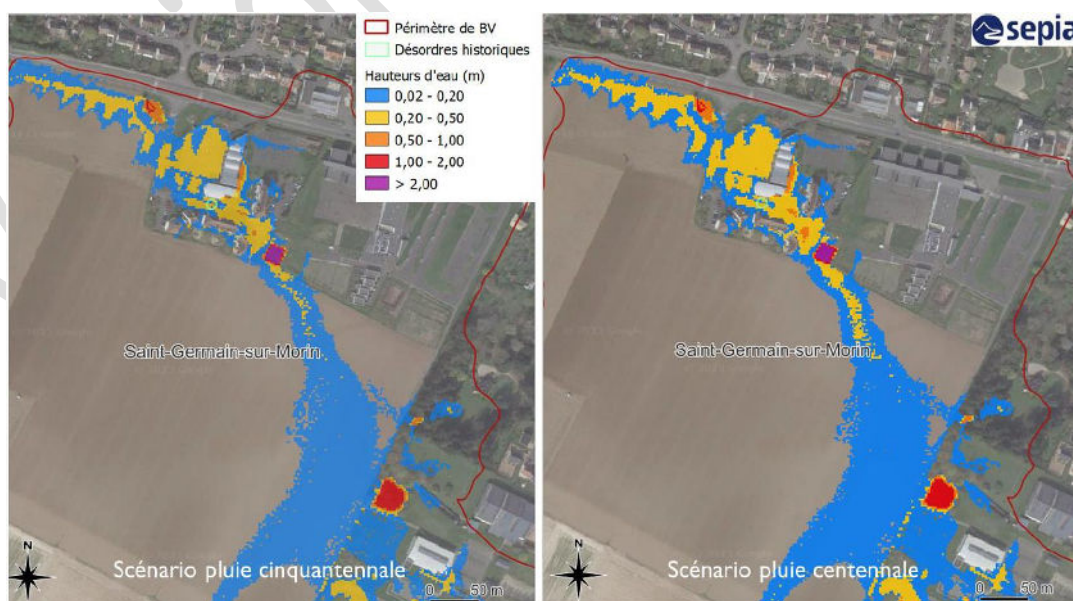 Périmètre de BV
Désordres historiques
Hauteurs d'eau (m)
0,02 - 0,20
0,20 - 0,50
0,50 - 1,00
1,00 - 2,00
> 2,00
sepia
Saint-Germain-sur-Morin
Saint-Germain-sur-Morin
N
Scénario pluie cinquantennale
0 50 m
N
Scénario pluie centennale
0 50 m